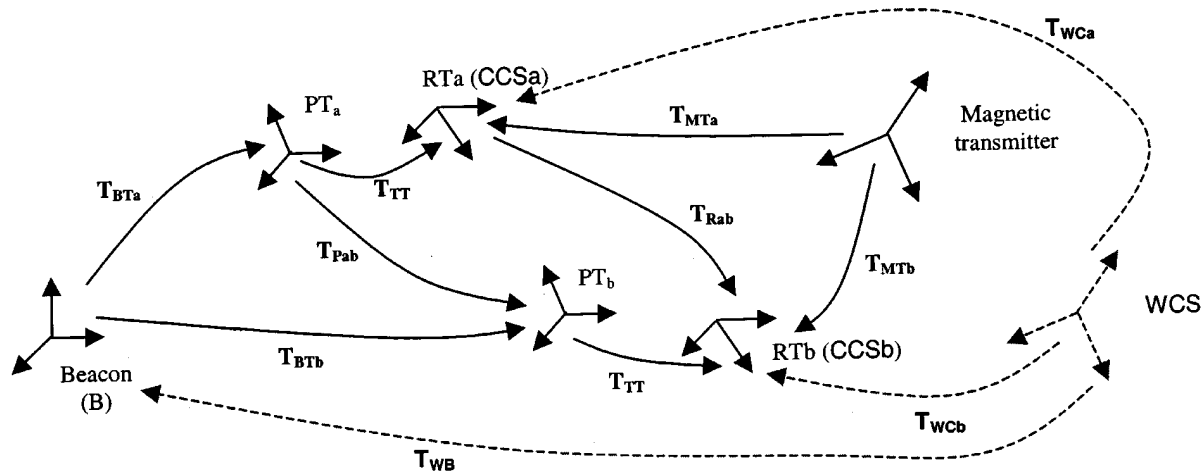 T_WCa
RTa (CCSa)
PT_a
T_MTa
Magnetic
transmitter
T_TT
T_BTa
T_Rab
T_Pab
T_MTb
PT_b
WCS
T_BTb
RTb (CCSb)
Beacon
(B)
T_TT
T_WCb
T_WB